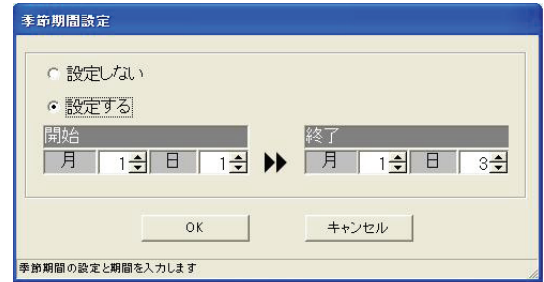 季節期間設定
設定しない
設定する
開始 終了
月 1 日 1 月 1 日 3
OK キャンセル
季節期間の設定と期間を入力します